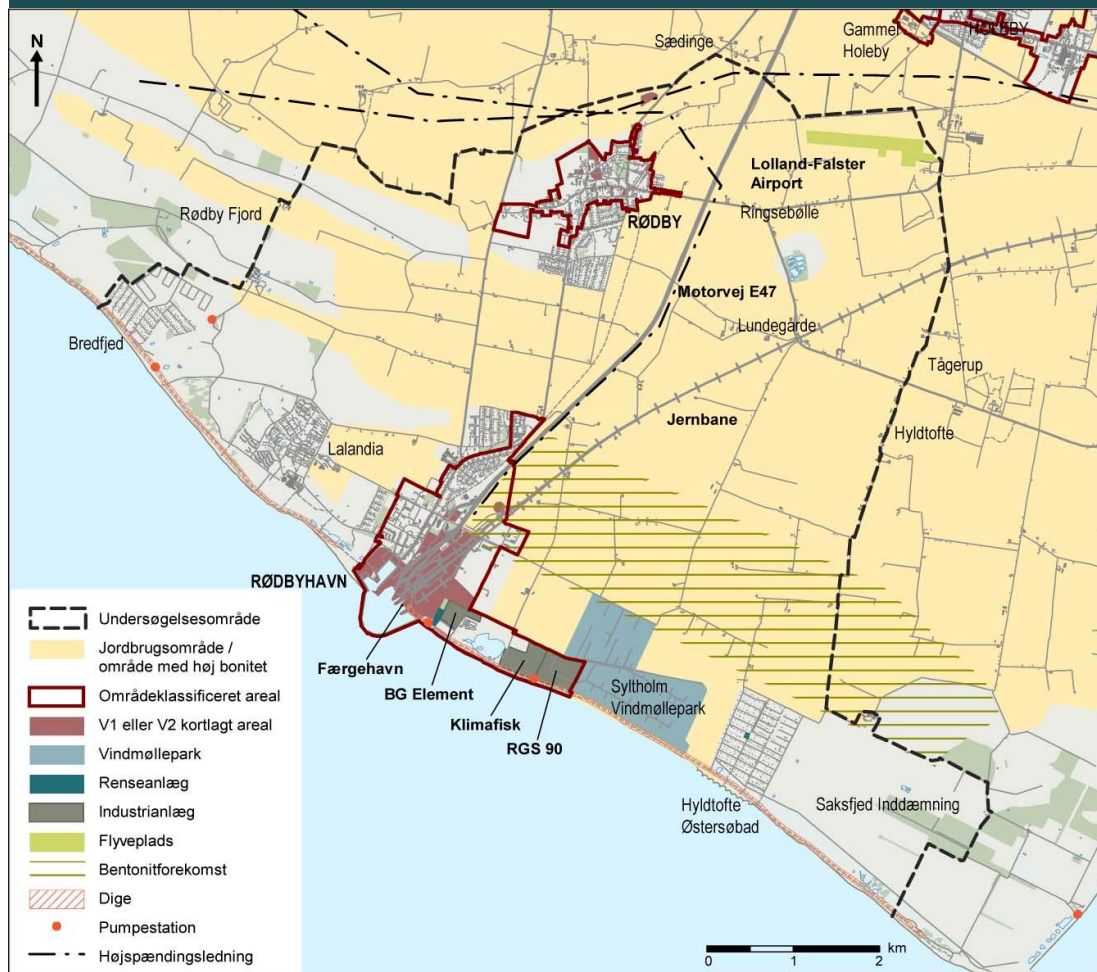 N
Sædinge
Gammel
Holeby
HOLEBY
Lolland-Falster
Airport
Ringsebølle
Rødby Fjord
RØDBY
Motorvej E47
Lundegårde
Bredfjed
Tågerup
Hyldtofte
Jernbane
Lalandia
RØDBYHAVN
Færgehavn
BG Element
Klimafisk
RGS 90
Syltholm
Vindmøllepark
Hyldtofte
Østersøbad
Saksfjed Inddæmning
Undersøgelsesområde
Jordbrugsområde /
område med høj bonitet
Områdeklassificeret areal
V1 eller V2 kortlagt areal
Vindmøllepark
Renseanlæg
Industrianlæg
Flyveplads
Bentonitforekomst
Dige
Pumpestation
Højspændingsledning
km
0 1 2